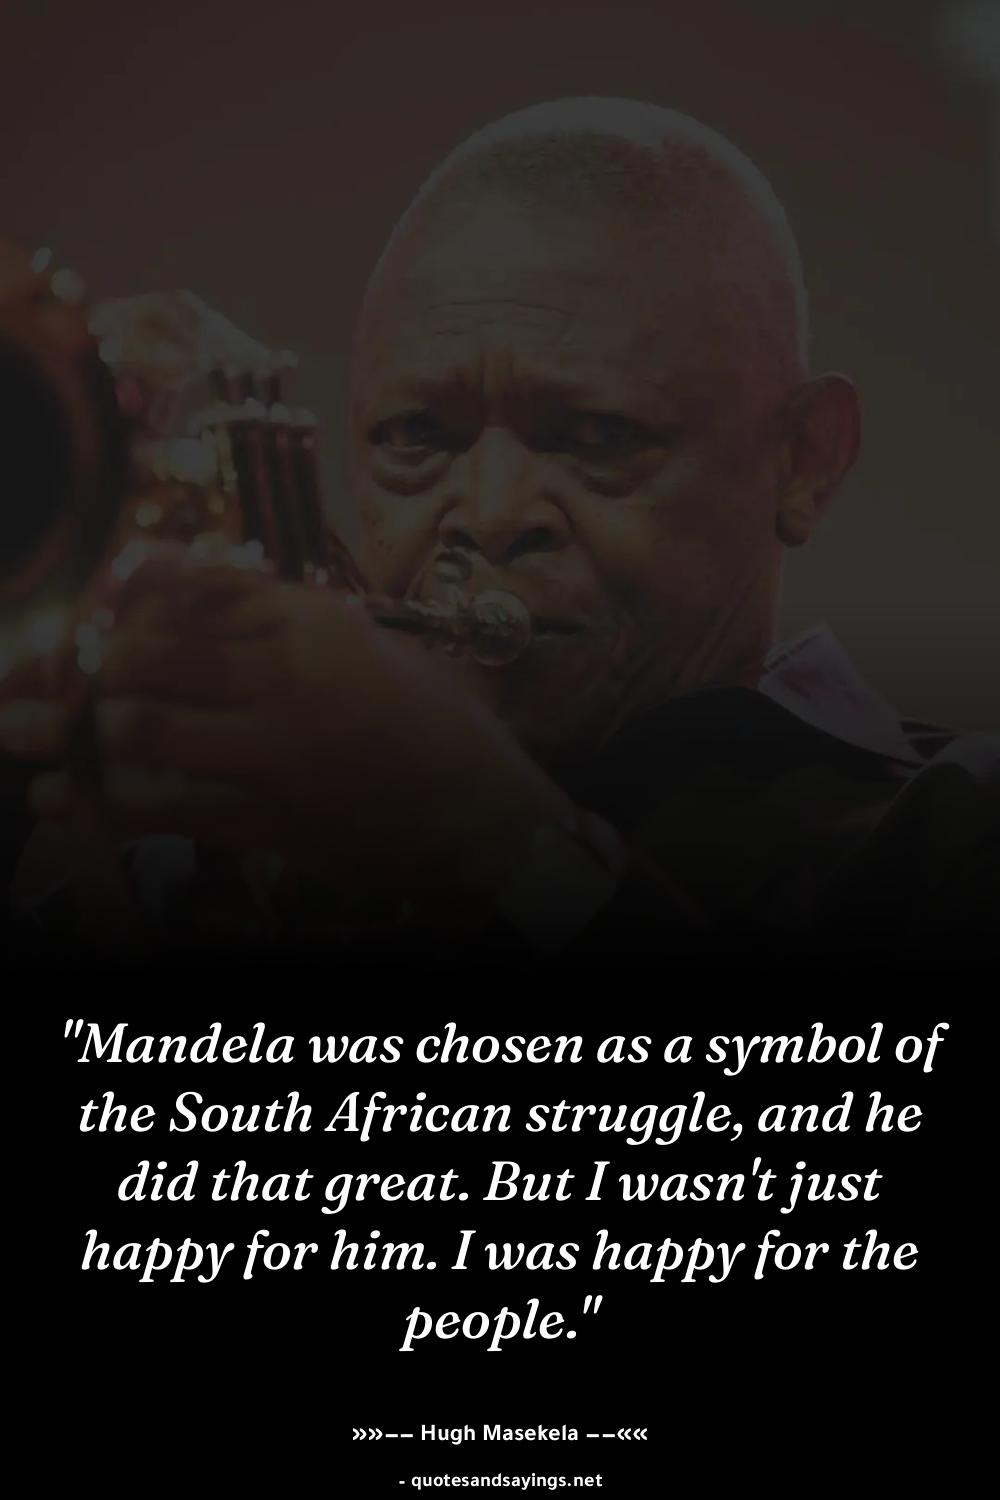 "Mandela was chosen as a symbol of
the South African struggle, and he
did that great. But I wasn't just
happy for him. I was happy for the
people."
»»−− Hugh Masekela −−««
- quotesandsayings.net